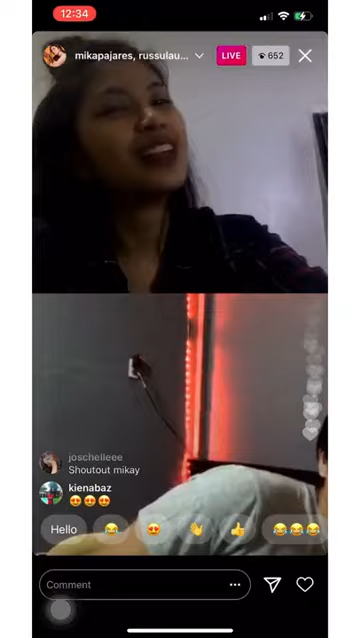 12:34
mikapajares, russulau...
LIVE
652
joschelleee
Shoutout mikay
kienabaz
😍😍😍
Hello 😂 😍 👋 👍 😂😂😂
Comment